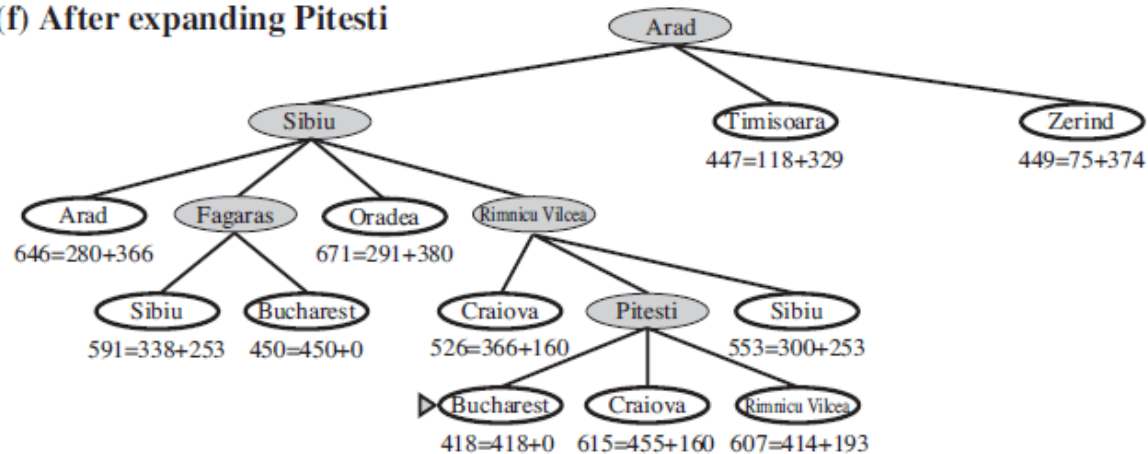 (f) After expanding Pitesti
Arad
Sibiu
Timisoara
Zerind
447=118+329
449=75+374
Arad
Fagaras
Oradea
Rimnicu Vilcea
646=280+366
671=291+380
Sibiu
Bucharest
Craiova
Pitesti
Sibiu
591=338+253
450=450+0
526=366+160
553=300+253
Bucharest
Craiova
Rimnicu Vilcea
418=418+0
615=455+160
607=414+193